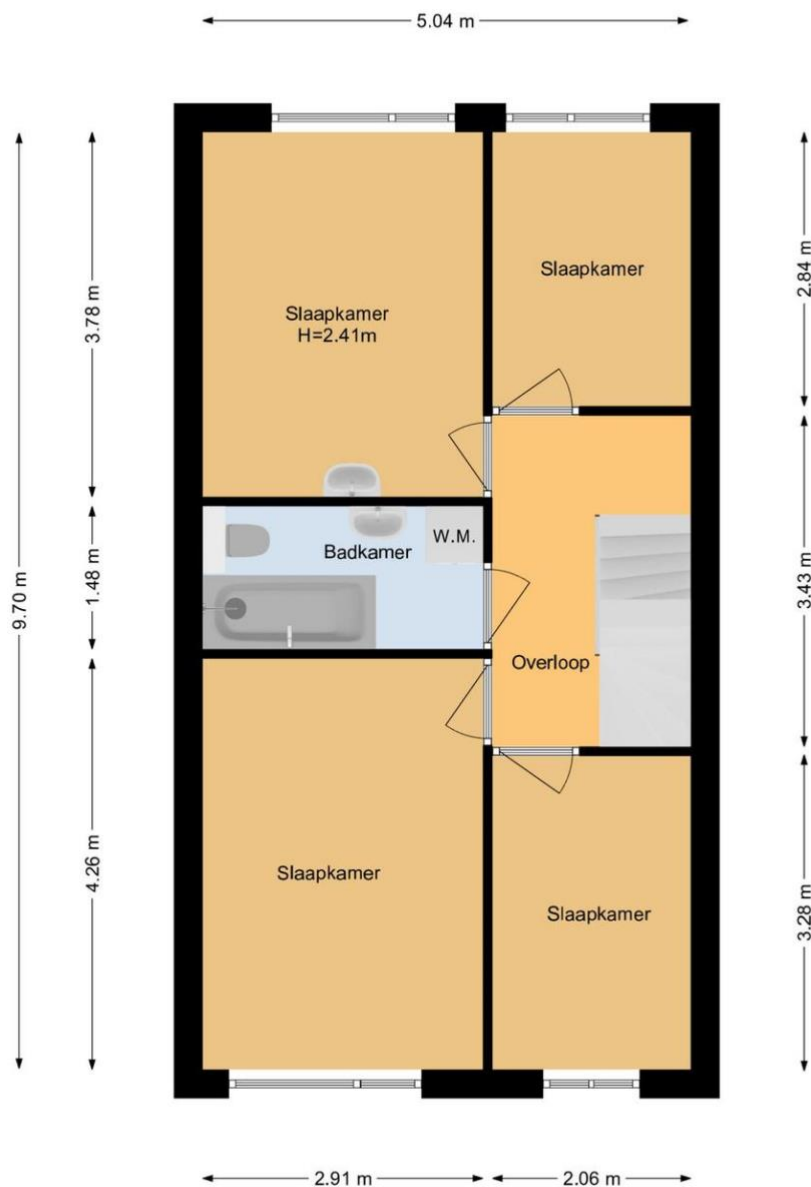 5.04 m
Slaapkamer
Slaapkamer
H=2.41m
3.78 m
2.84 m
W.M.
Badkamer
1.48 m
9.70 m
3.43 m
Overloop
4.26 m
Slaapkamer
Slaapkamer
3.28 m
2.91 m
2.06 m